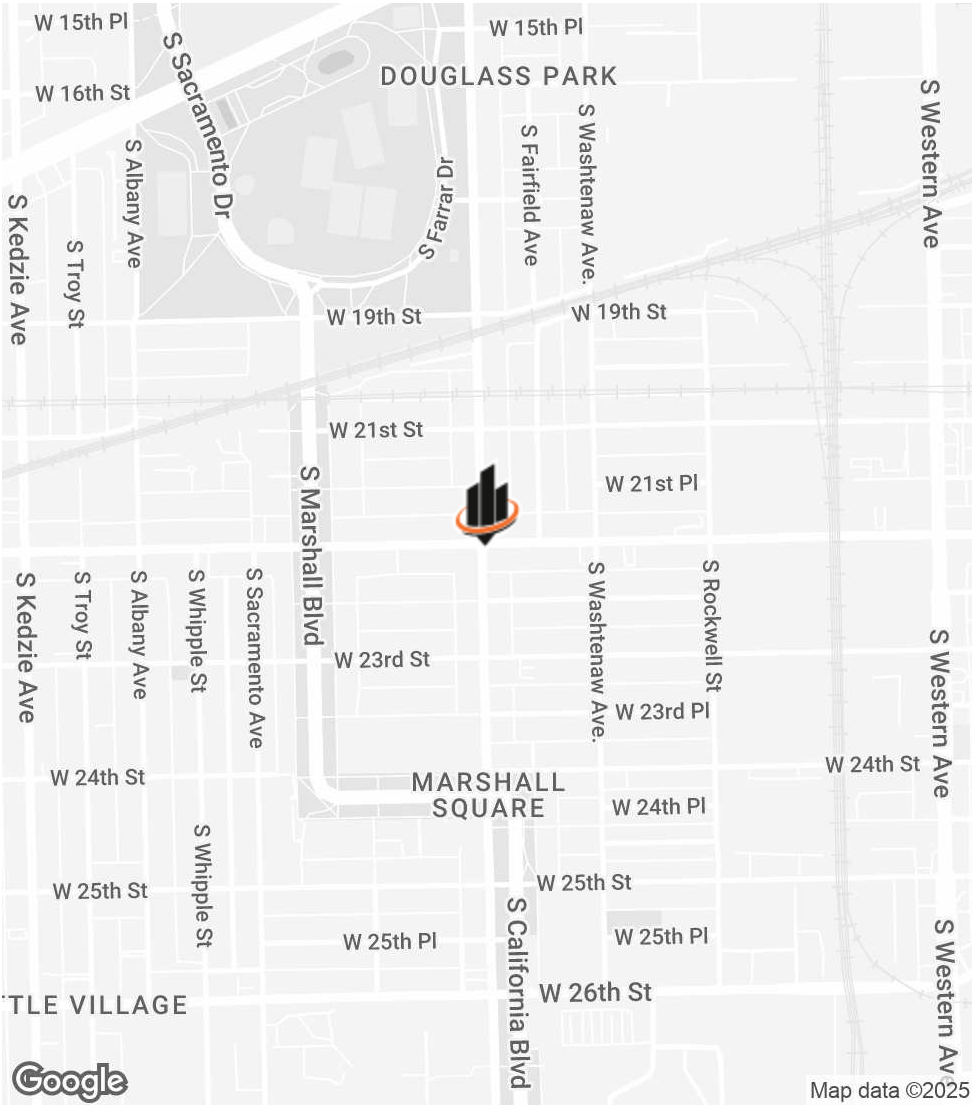 W 15th Pl
W 15th Pl
S Sacramento Dr
DOUGLASS PARK
W 16th St
S Western Ave
S Washtenaw Ave.
S Fairfield Ave
S Albany Ave
S Farrar Dr
S Kedzie Ave
S Troy St
W 19th St
W 19th St
W 21st St
W 21st Pl
S Marshall Blvd
S Kedzie Ave
S Troy St
S Albany Ave
S Whipple St
S Sacramento Ave
S Washtenaw Ave.
S Rockwell St
S Western Ave
W 23rd St
W 23rd Pl
W 24th St
W 24th St
MARSHALL
SQUARE
W 24th Pl
S Whipple St
W 25th St
W 25th St
S California Blvd
S Western Ave
W 25th Pl
W 25th Pl
W 26th St
TTLE VILLAGE
Google
Map data ©2025